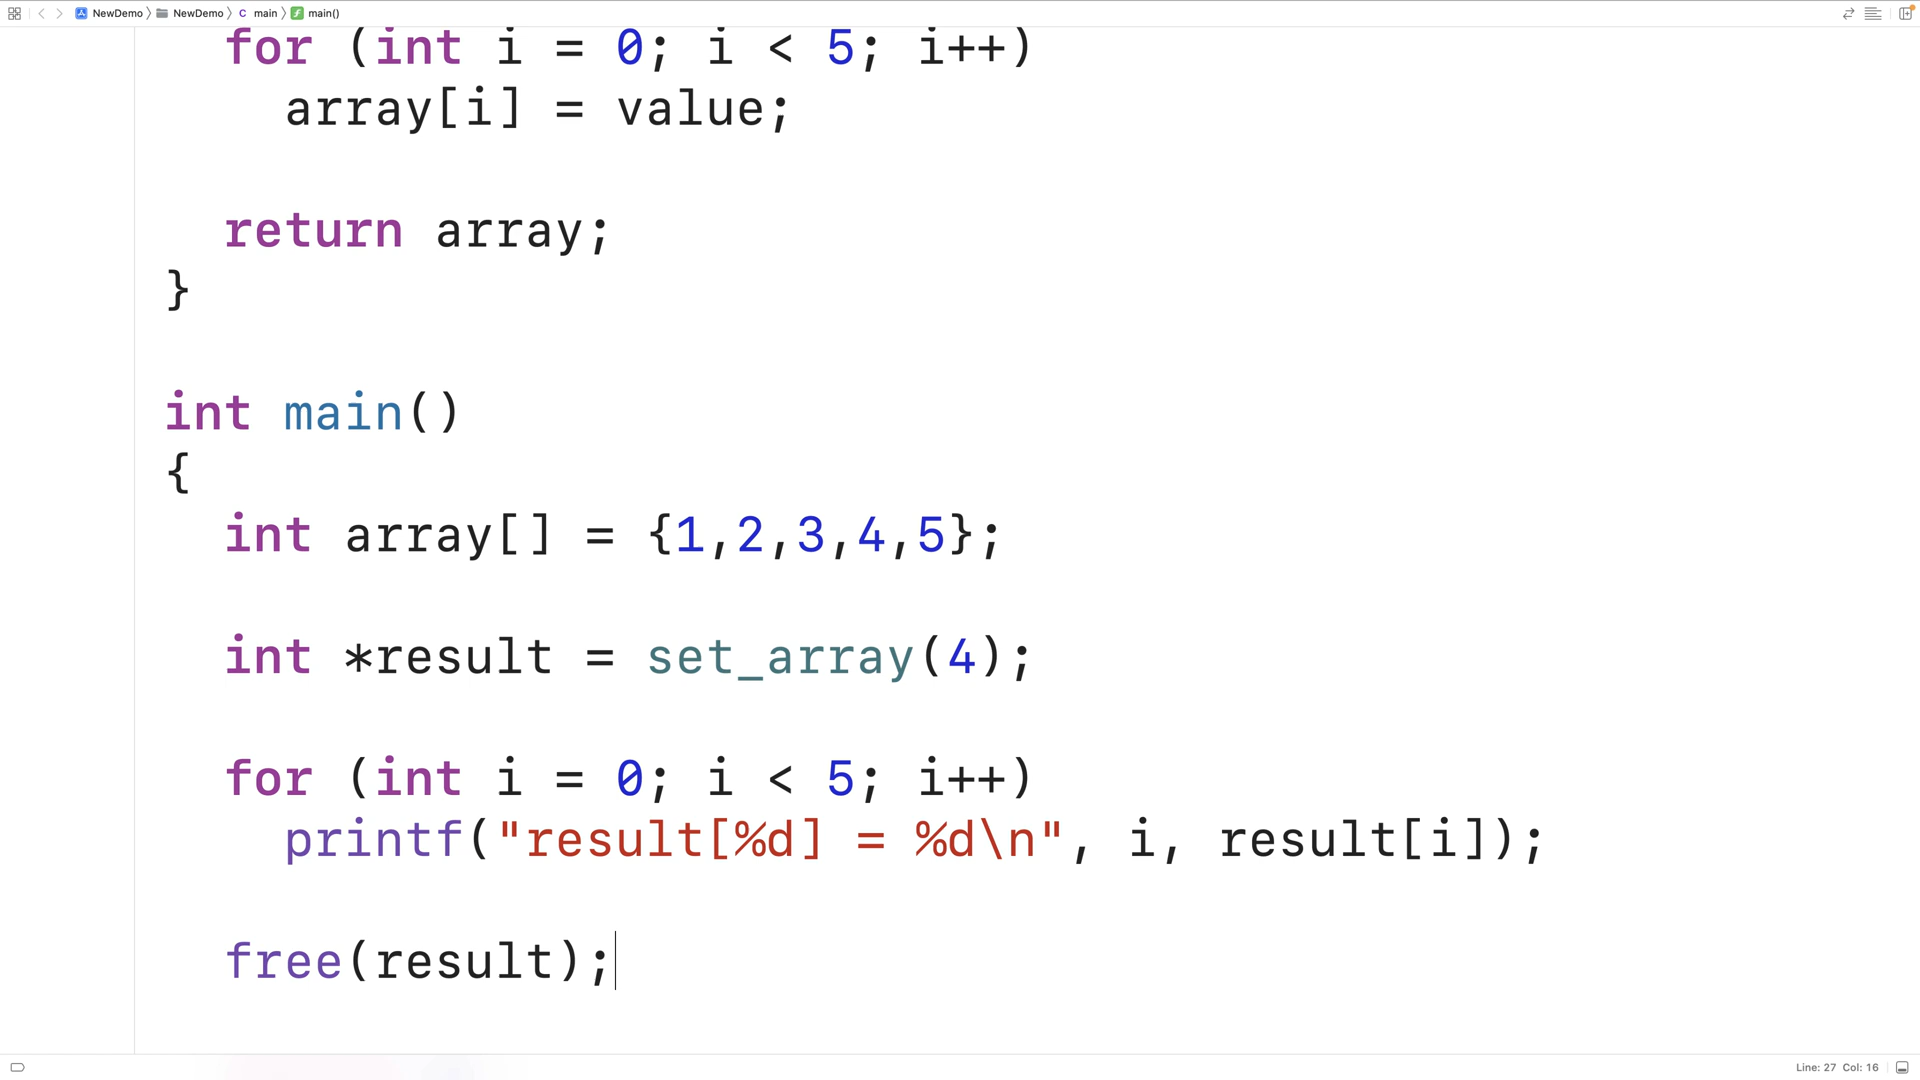 NewDemo NewDemo C main f main()
for (int i = 0; i < 5; i++)
array[i] = value;
return array;
}
int main()
{
int array[] = {1,2,3,4,5};
int *result = set_array(4);
for (int i = 0; i < 5; i++)
printf("result[%d] = %d\n", i, result[i]);
free(result);
Line: 27 Col: 16